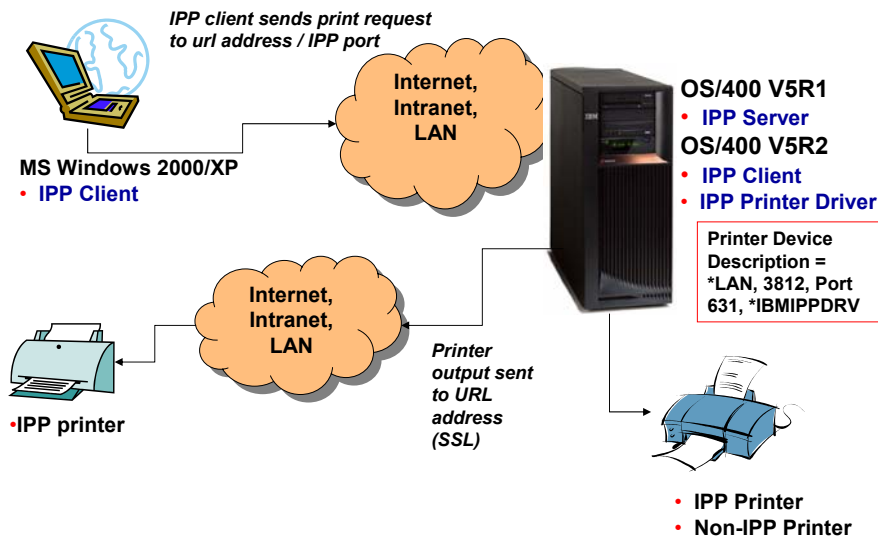 IPP client sends print request
to url address / IPP port
Internet,
Intranet,
LAN
IBM
OS/400 V5R1
• IPP Server
OS/400 V5R2
• IPP Client
• IPP Printer Driver
MS Windows 2000/XP
• IPP Client
Printer Device
Description =
*LAN, 3812, Port
631, *IBMIPPDRV
Internet,
Intranet,
LAN
Printer
output sent
to URL
address
(SSL)
•IPP printer
• IPP Printer
• Non-IPP Printer